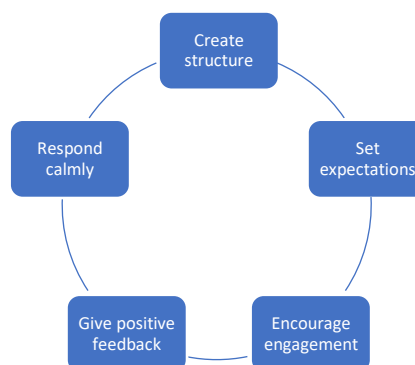 Create
structure
Set
expectations
Encourage
engagement
Give positive
feedback
Respond
calmly